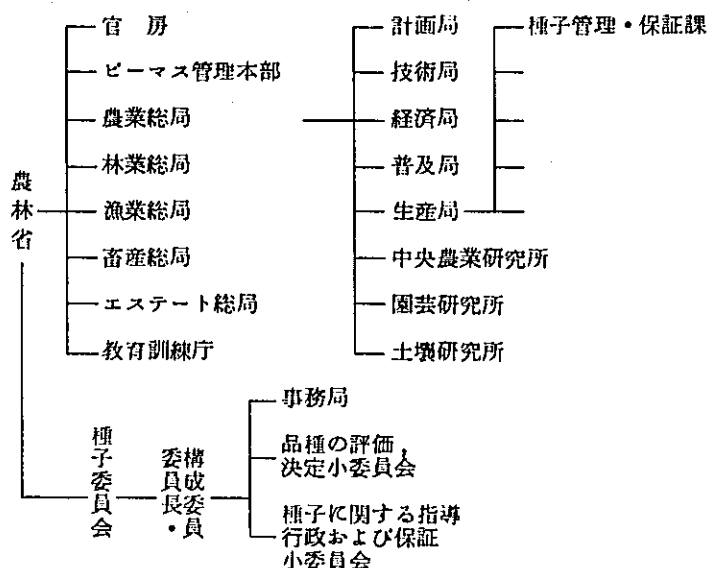 農林省
官房
ビーマス管理本部
農業総局
林業総局
漁業総局
畜産総局
エステート総局
教育訓練庁
計画局
技術局
経済局
普及局
生産局
中央農業研究所
園芸研究所
土壌研究所
種子管理・保証課
種子委員会
構成委員
委員長・
事務局
品種の評価,
決定小委員会
種子に関する指導
行政および保証
小委員会